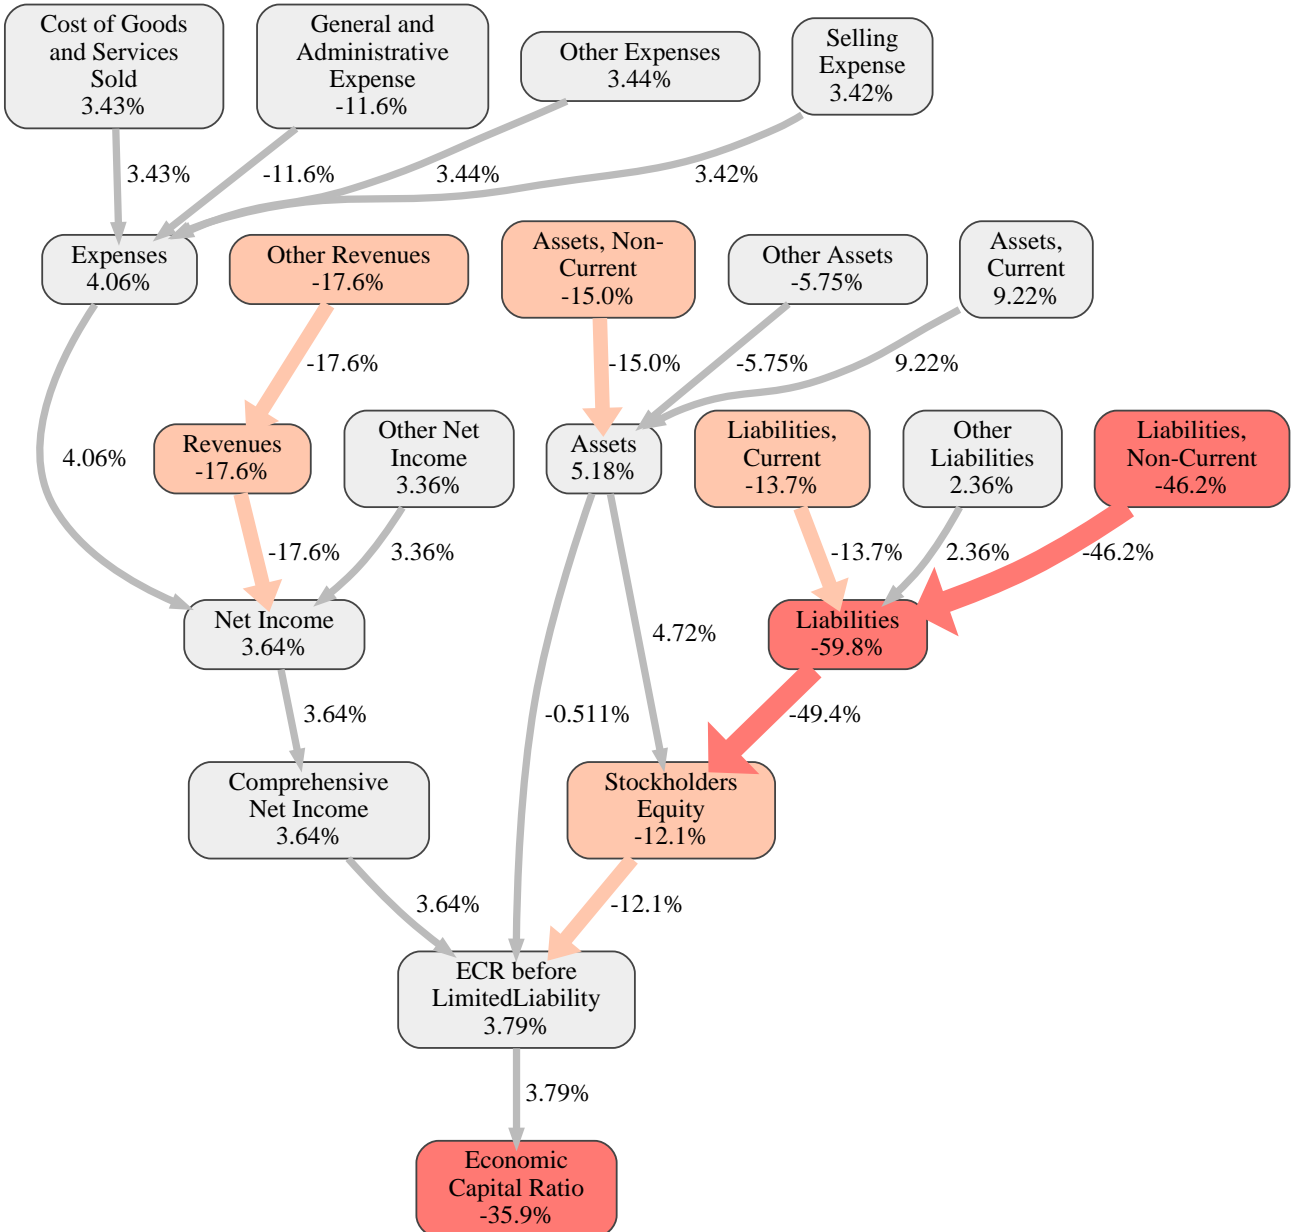 Cost of Goods
and Services
Sold
3.43%
General and
Administrative
Expense
-11.6%
Other Expenses
3.44%
Selling
Expense
3.42%
3.43%
-11.6%
3.44%
3.42%
Expenses
4.06%
Other Revenues
-17.6%
Assets, Non-
Current
-15.0%
Other Assets
-5.75%
Assets,
Current
9.22%
-17.6%
-15.0%
-5.75%
9.22%
4.06%
Revenues
-17.6%
Other Net
Income
3.36%
Assets
5.18%
Liabilities,
Current
-13.7%
Other
Liabilities
2.36%
Liabilities,
Non-Current
-46.2%
-17.6%
3.36%
-13.7%
2.36%
-46.2%
Net Income
3.64%
4.72%
Liabilities
-59.8%
3.64%
-0.511%
-49.4%
Comprehensive
Net Income
3.64%
Stockholders
Equity
-12.1%
3.64%
-12.1%
ECR before
LimitedLiability
3.79%
3.79%
Economic
Capital Ratio
-35.9%